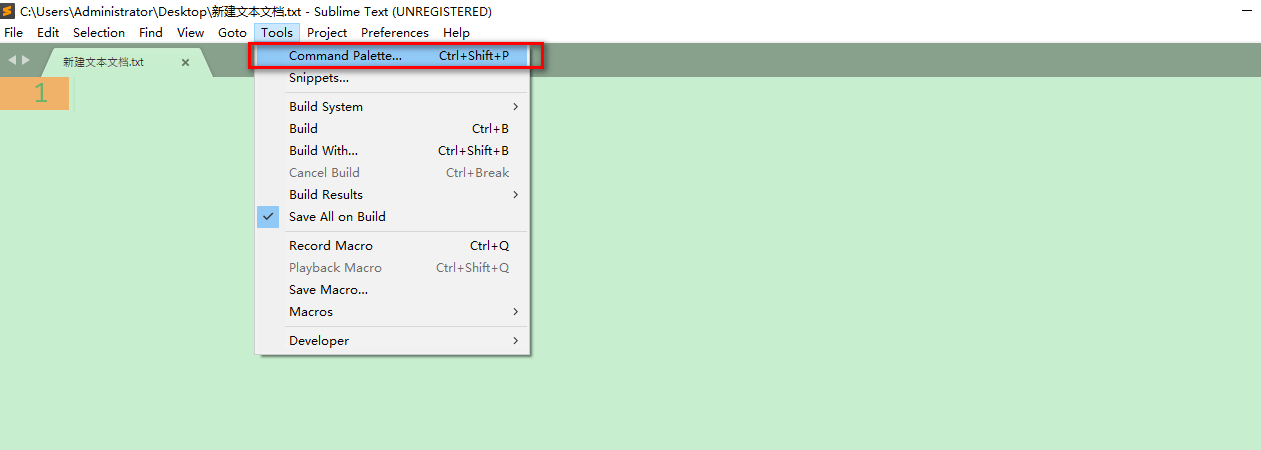 C:\Users\Administrator\Desktop\新建文本文档.txt - Sublime Text (UNREGISTERED)
File Edit Selection Find View Goto Tools Project Preferences Help
新建文本文档.txt
1
Command Palette... Ctrl+Shift+P
Snippets...
Build System
Build Ctrl+B
Build With... Ctrl+Shift+B
Cancel Build Ctrl+Break
Build Results
Save All on Build
Record Macro Ctrl+Q
Playback Macro Ctrl+Shift+Q
Save Macro...
Macros
Developer